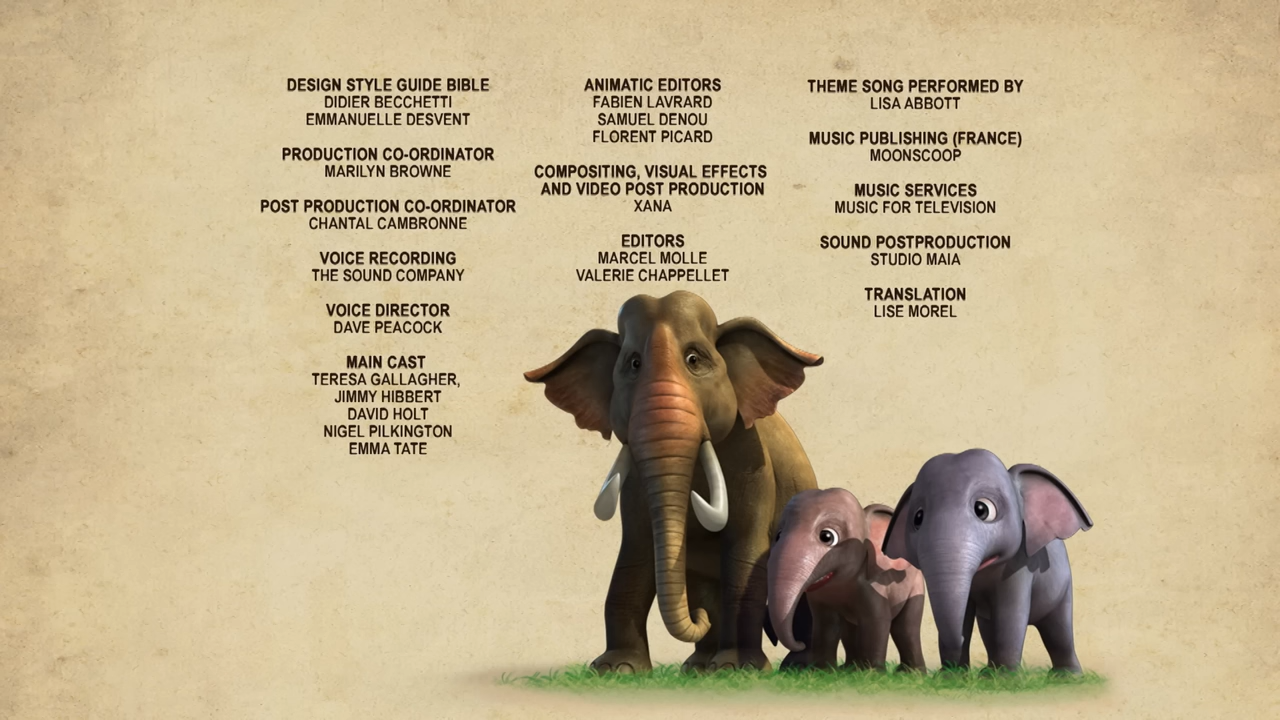 DESIGN STYLE GUIDE BIBLE
DIDIER BECCHETTI
EMMANUELLE DESVENT
PRODUCTION CO-ORDINATOR
MARILYN BROWNE
POST PRODUCTION CO-ORDINATOR
CHANTAL CAMBRONNE
VOICE RECORDING
THE SOUND COMPANY
VOICE DIRECTOR
DAVE PEACOCK
MAIN CAST
TERESA GALLAGHER,
JIMMY HIBBERT
DAVID HOLT
NIGEL PILKINGTON
EMMA TATE
ANIMATIC EDITORS
FABIEN LAVRARD
SAMUEL DENOU
FLORENT PICARD
COMPOSITING, VISUAL EFFECTS
AND VIDEO POST PRODUCTION
XANA
EDITORS
MARCEL MOLLE
VALERIE CHAPPELLET
THEME SONG PERFORMED BY
LISA ABBOTT
MUSIC PUBLISHING (FRANCE)
MOONSCOOP
MUSIC SERVICES
MUSIC FOR TELEVISION
SOUND POSTPRODUCTION
STUDIO MAIA
TRANSLATION
LISE MOREL